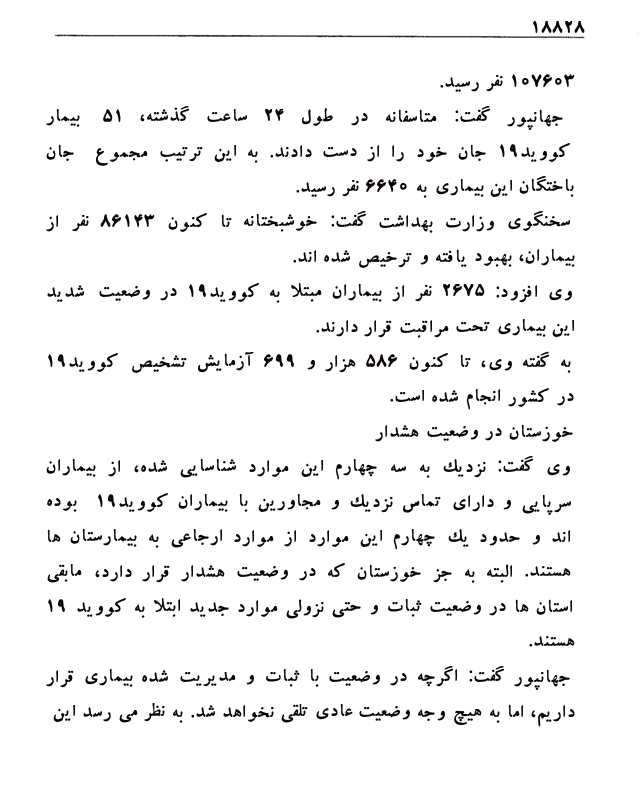 ۱۸۸۲۸
۱۰۷۶۰۳ نفر رسید.
جهانپور گفت: متاسفانه در طول ۲۴ ساعت گذشته، ۵۱ بیمار
کووید۱۹ جان خود را از دست دادند. به این ترتیب مجموع جان
باختگان این بیماری به ۶۶۴۰ نفر رسید.
سخنگوی وزارت بهداشت گفت: خوشبختانه تا کنون ۸۶۱۴۳ نفر از
بیماران، بهبود یافته و ترخیص شده اند.
وی افزود: ۲۶۷۵ نفر از بیماران مبتلا به کووید۱۹ در وضعیت شدید
این بیماری تحت مراقبت قرار دارند.
به گفته وی، تا کنون ۵۸۶ هزار و ۶۹۹ آزمایش تشخیص کووید۱۹
در کشور انجام شده است.
خوزستان در وضعیت هشدار
وی گفت: نزدیك به سه چهارم این موارد شناسایی شده، از بیماران
سرپایی و دارای تماس نزدیك و مجاورین با بیماران کووید۱۹ بوده
اند و حدود یك چهارم این موارد از موارد ارجاعی به بیمارستان ها
هستند. البته به جز خوزستان که در وضعیت هشدار قرار دارد، مابقی
استان ها در وضعیت ثبات و حتی نزولی موارد جدید ابتلا به کووید ۱۹
هستند.
جهانپور گفت: اگرچه در وضعیت با ثبات و مدیریت شده بیماری قرار
داریم، اما به هیچ وجه وضعیت عادی تلقی نخواهد شد. به نظر می رسد این